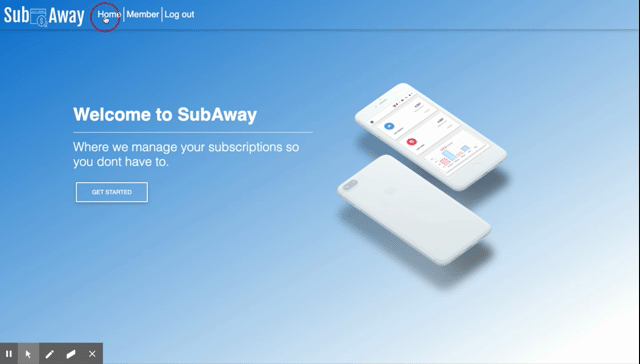 SubAway
Home
Member
Log out
Welcome to SubAway
Where we manage your subscriptions so
you dont have to.
GET STARTED